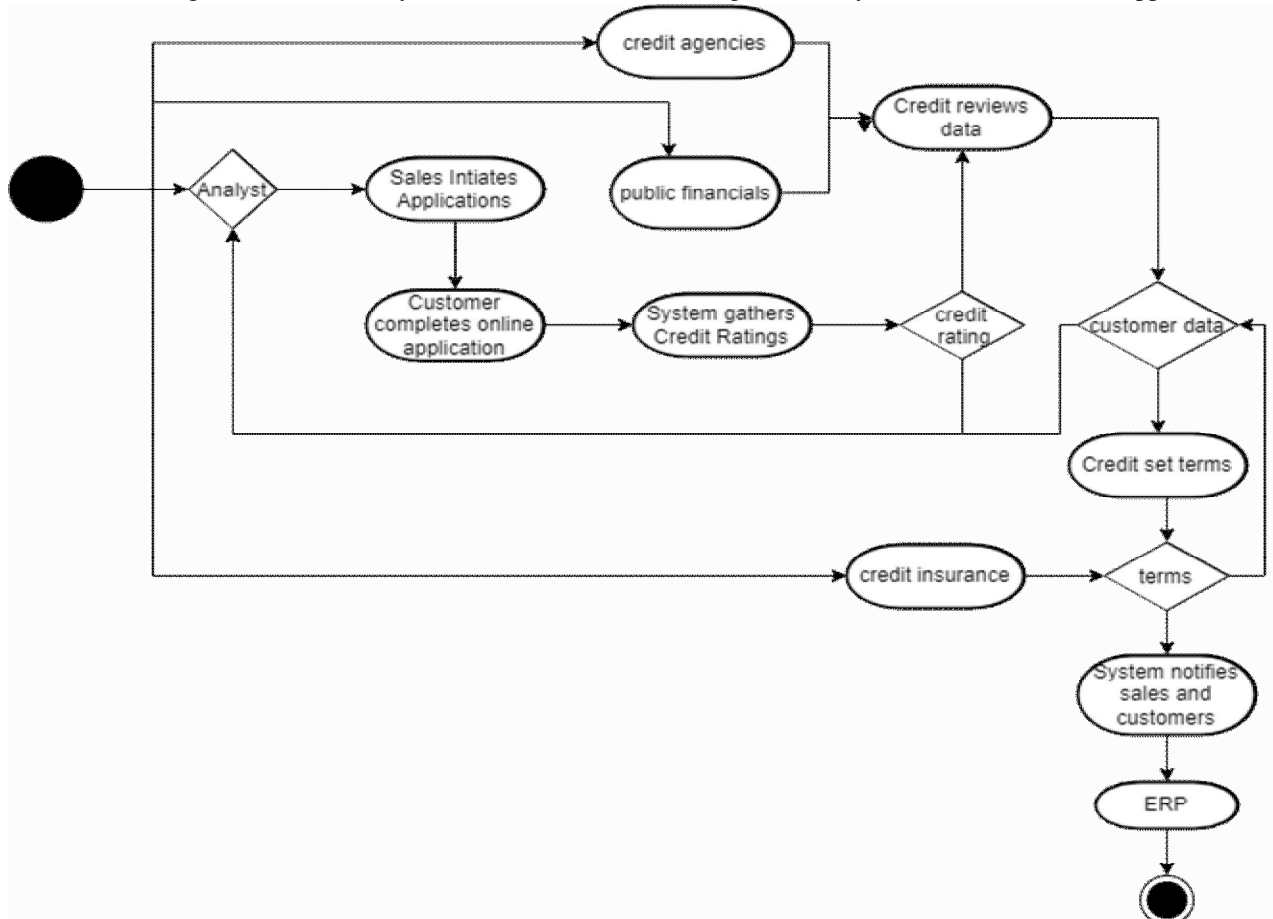 credit agencies
Credit reviews
data
Analyst
Sales Intiates
Applications
public financials
Customer
completes online
application
System gathers
Credit Ratings
credit
rating
customer data
Credit set terms
credit insurance
terms
System notifies
sales and
customers
ERP